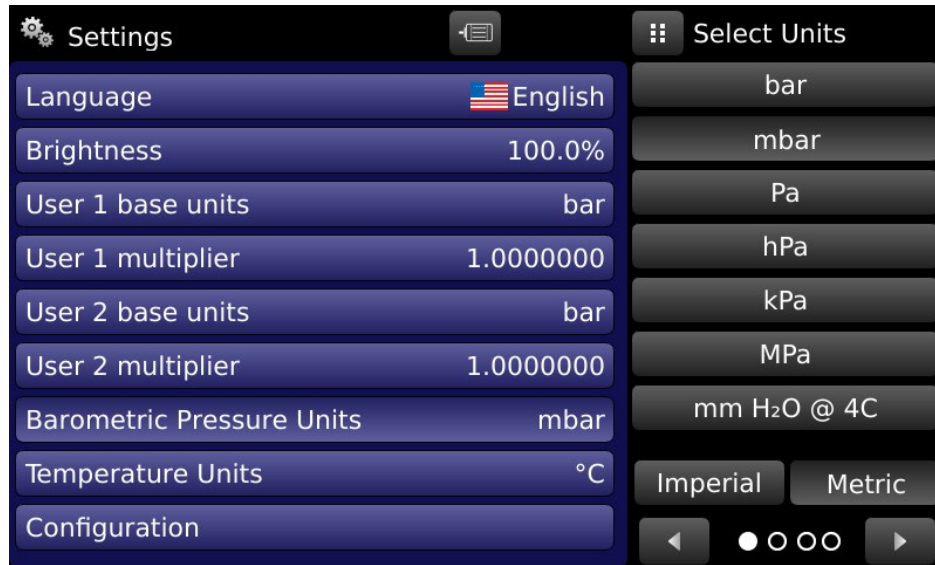 Settings
Language English
Brightness 100.0%
User 1 base units bar
User 1 multiplier 1.0000000
User 2 base units bar
User 2 multiplier 1.0000000
Barometric Pressure Units mbar
Temperature Units °C
Configuration
Select Units
bar
mbar
Pa
hPa
kPa
MPa
mm H₂O @ 4C
Imperial Metric